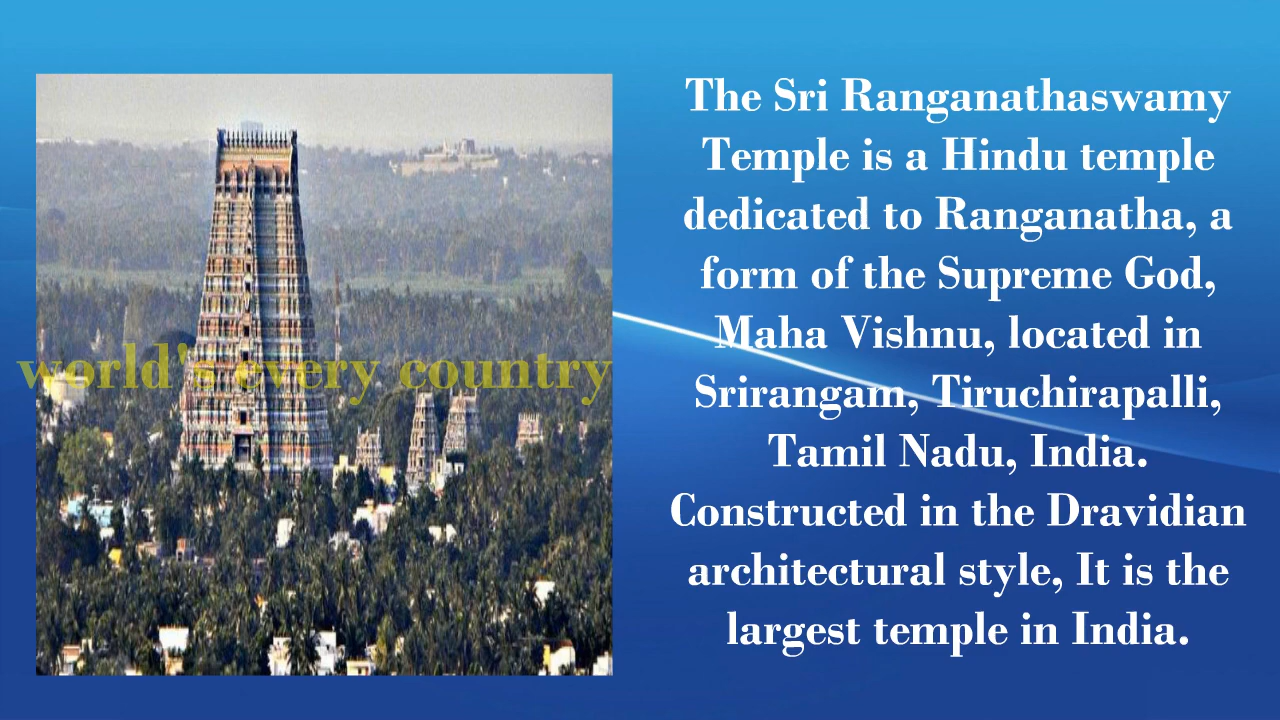 The Sri Ranganathaswamy
Temple is a Hindu temple
dedicated to Ranganatha, a
form of the Supreme God,
Maha Vishnu, located in
Srirangam, Tiruchirapalli,
Tamil Nadu, India.
Constructed in the Dravidian
architectural style, It is the
largest temple in India.
world's every country